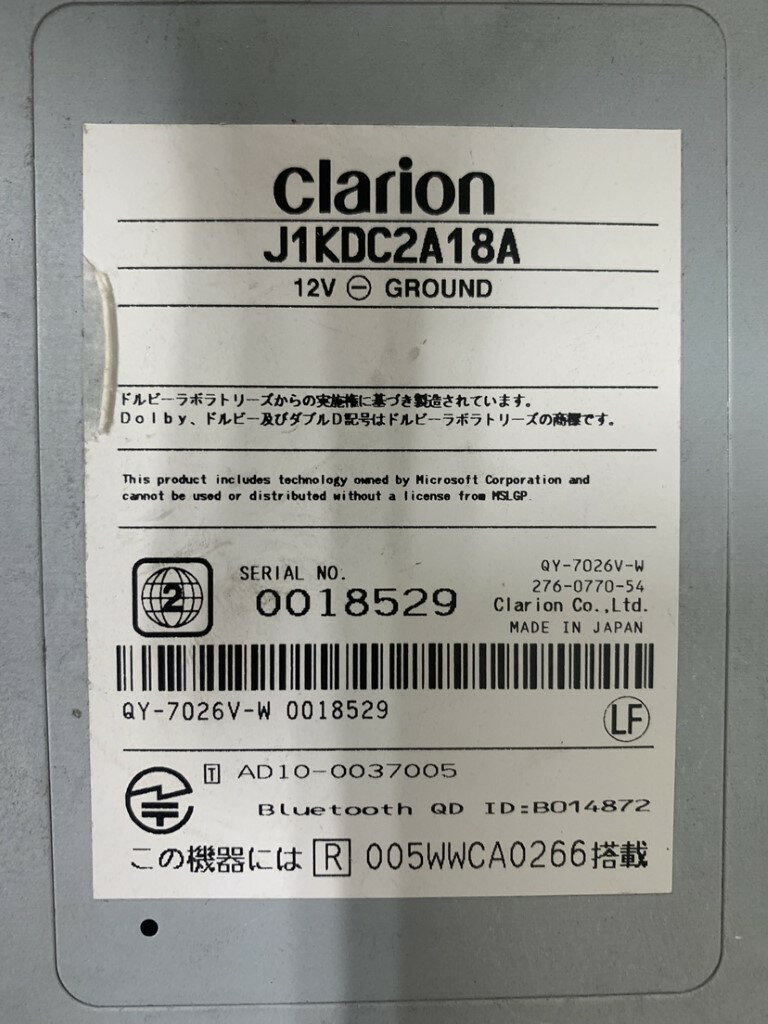 clarion
J1KDC2A18A
12V ⊖ GROUND
ドルビーラボラトリーズからの実施権に基づき製造されています。
Dolby、ドルビー及びダブルD記号はドルビーラボラトリーズの商標です。
This product includes technology owned by Microsoft Corporation and
cannot be used or distributed without a license from MSLGP.
2
SERIAL NO.
0018529
QY-7026V-W
276-0770-54
Clarion Co.,Ltd.
MADE IN JAPAN
QY-7026V-W 0018529
LF
T AD10-0037005
Bluetooth QD ID:B014872
この機器には R 005WWCA0266搭載